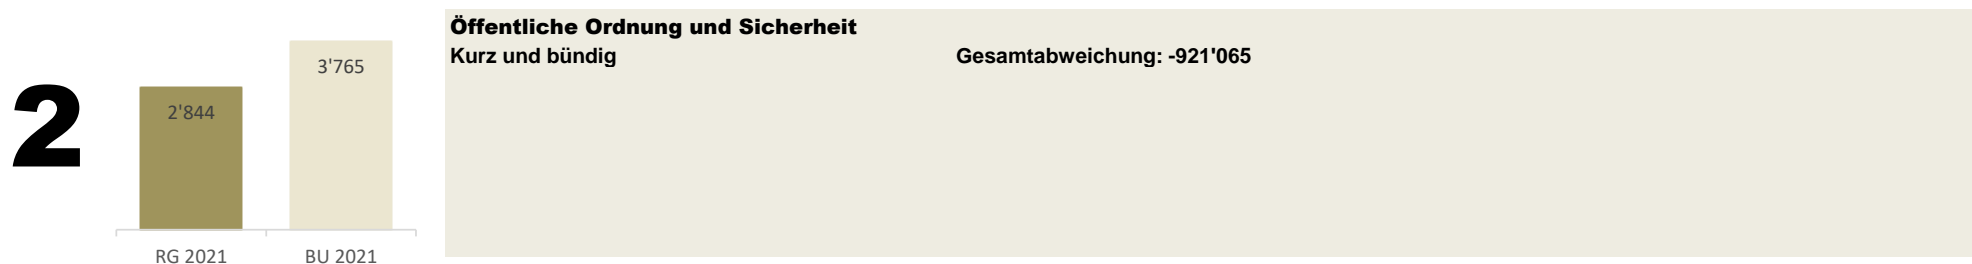 2
3'765
2'844
RG 2021 BU 2021
Öffentliche Ordnung und Sicherheit
Kurz und bündig Gesamtabweichung: -921'065